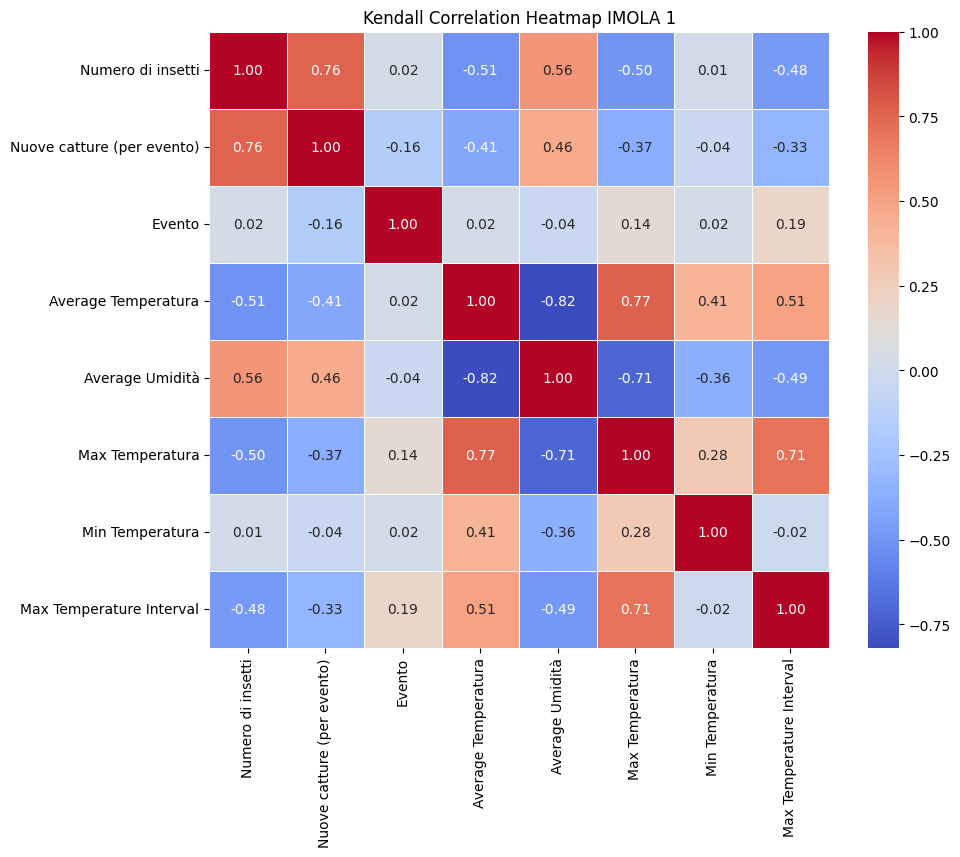 Kendall Correlation Heatmap IMOLA 1
Numero di insetti 1.00 0.76 0.02 -0.51 0.56 -0.50 0.01 -0.48
Nuove catture (per evento) 0.76 1.00 -0.16 -0.41 0.46 -0.37 -0.04 -0.33
Evento 0.02 -0.16 1.00 0.02 -0.04 0.14 0.02 0.19
Average Temperatura -0.51 -0.41 0.02 1.00 -0.82 0.77 0.41 0.51
Average Umidità 0.56 0.46 -0.04 -0.82 1.00 -0.71 -0.36 -0.49
Max Temperatura -0.50 -0.37 0.14 0.77 -0.71 1.00 0.28 0.71
Min Temperatura 0.01 -0.04 0.02 0.41 -0.36 0.28 1.00 -0.02
Max Temperature Interval -0.48 -0.33 0.19 0.51 -0.49 0.71 -0.02 1.00
Numero di insetti
Nuove catture (per evento)
Evento
Average Temperatura
Average Umidità
Max Temperatura
Min Temperatura
Max Temperature Interval
1.00
0.75
0.50
0.25
0.00
−0.25
−0.50
−0.75